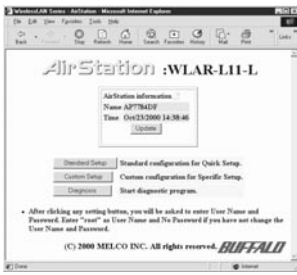 WirelessLAN Series - AirStation - Microsoft Internet Explorer
File Edit View Favorites Tools Help
Back Forward Stop Refresh Home Search Favorites History Mail Print
Links
AirStation :WLAR-L11-L
AirStation information
Name AP7784DF
Time Oct/23/2000 14:38:46
Update
Standard Setup Standard configuration for Quick Setup.
Custom Setup Custom configuration for Specific Setup.
Diagnosis Start diagnostic program.
• After clicking any setting button, you will be asked to enter User Name and
Password. Enter "root" as User Name and No Password if you have not change the
User Name and Password.
(C) 2000 MELCO INC. All rights reserved. BUFFALO
Done Internet